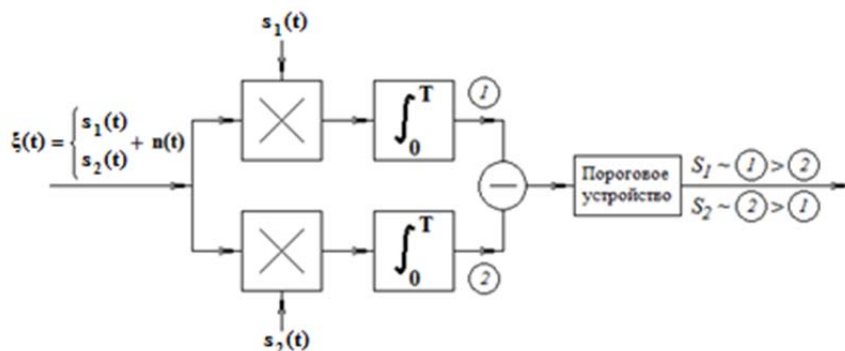 s₁(t)
ξ(t) = { s₁(t) + n(t)
s₂(t)
∫₀ᵀ
1
Пороговое
устройство
S₁ ~ 1 > 2
S₂ ~ 2 > 1
∫₀ᵀ
2
s₂(t)